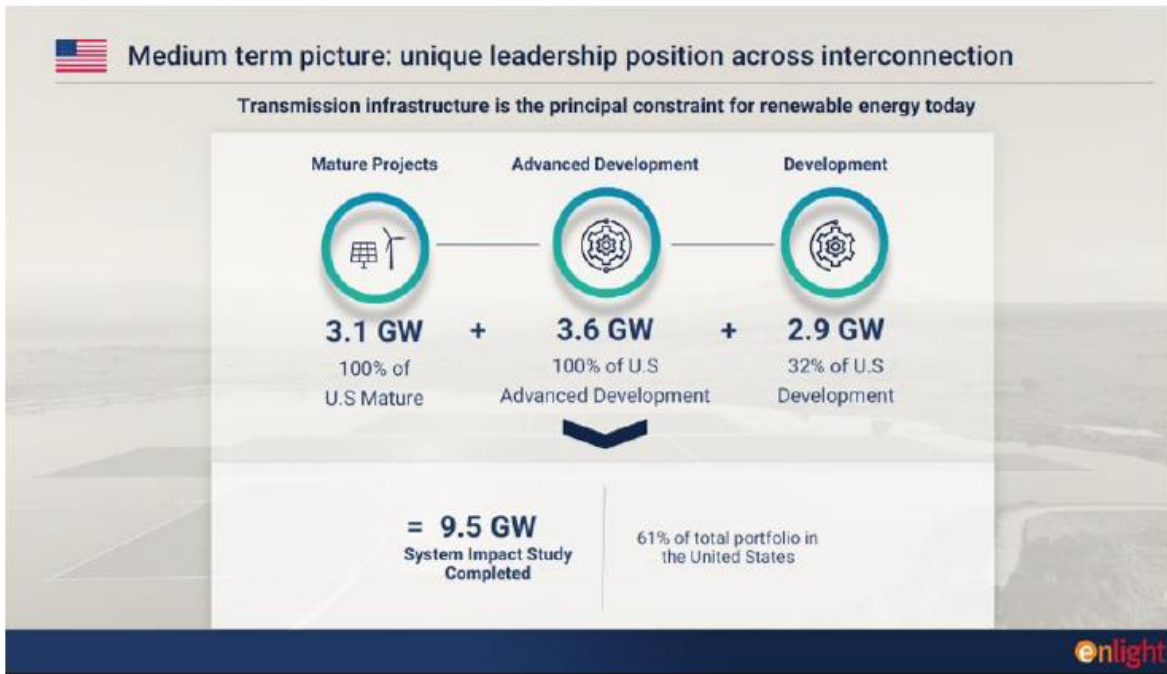 Medium term picture: unique leadership position across interconnection
Transmission infrastructure is the principal constraint for renewable energy today
Mature Projects
Advanced Development
Development
3.1 GW + 3.6 GW + 2.9 GW
100% of
U.S Mature
100% of U.S
Advanced Development
32% of U.S
Development
= 9.5 GW
System Impact Study
Completed
61% of total portfolio in
the United States
enlight